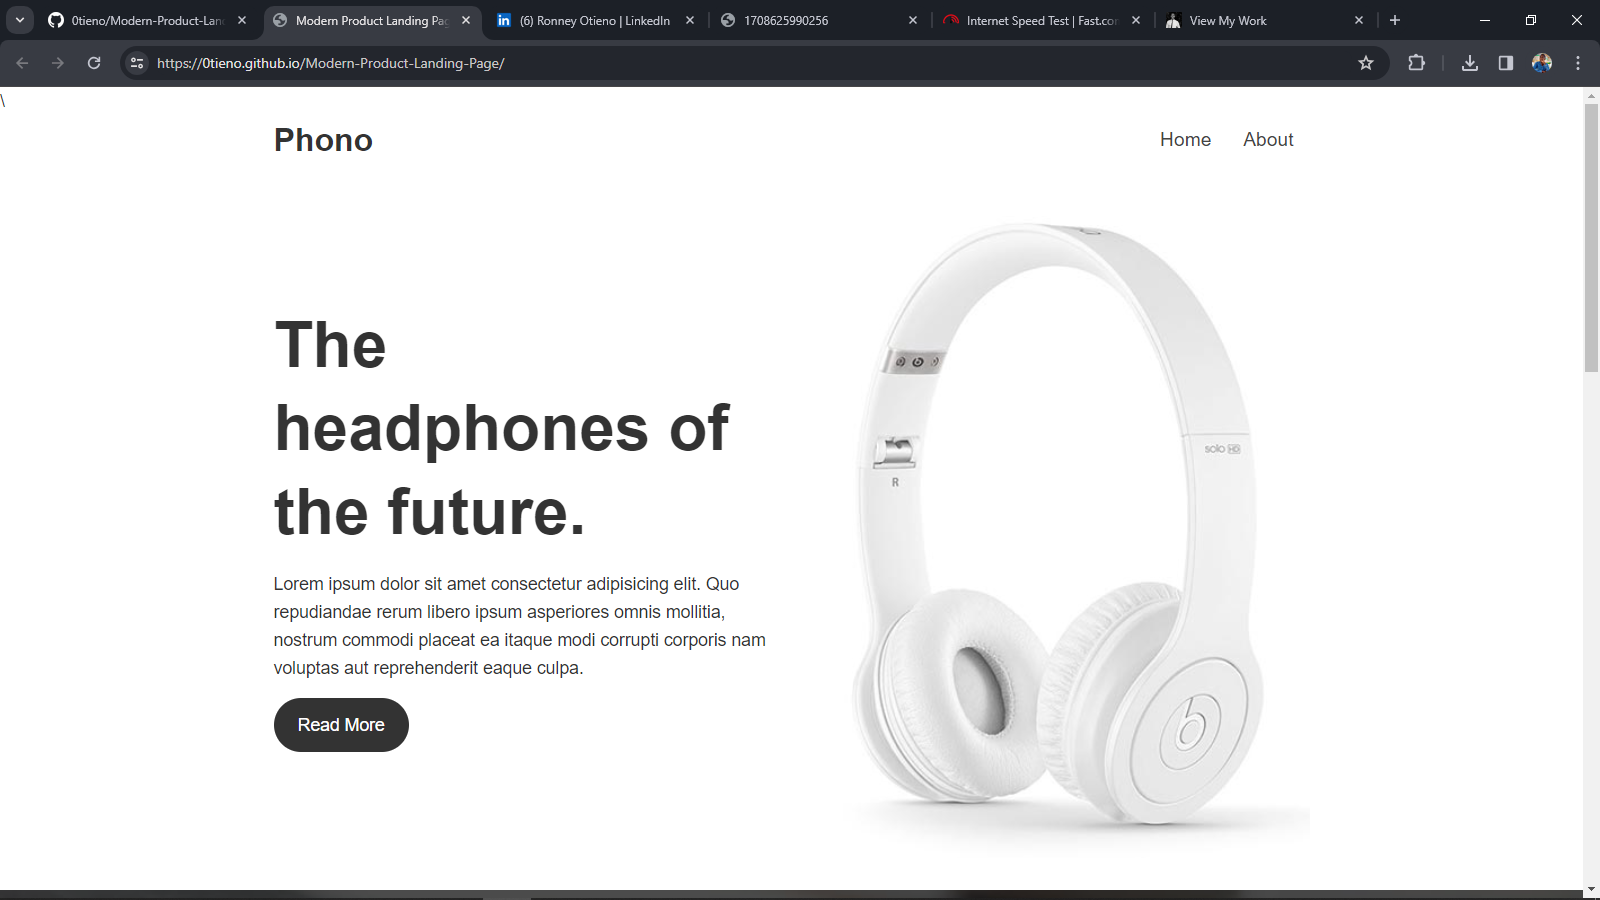 0tieno/Modern-Product-Lan
Modern Product Landing Pa
(6) Ronney Otieno | LinkedIn
1708625990256
Internet Speed Test | Fast.co
View My Work
https://0tieno.github.io/Modern-Product-Landing-Page/
\
Phono
Home
About
The
headphones of
the future.
Lorem ipsum dolor sit amet consectetur adipisicing elit. Quo
repudiandae rerum libero ipsum asperiores omnis mollitia,
nostrum commodi placeat ea itaque modi corrupti corporis nam
voluptas aut reprehenderit eaque culpa.
Read More
solo HD
R
b